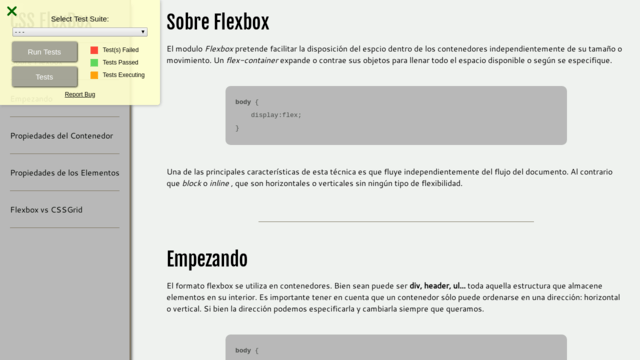 CSS FlexBox
Select Test Suite:
- - -
Run Tests
Tests
Test(s) Failed
Tests Passed
Tests Executing
Report Bug
Empezando
Propiedades del Contenedor
Propiedades de los Elementos
Flexbox vs CSSGrid
Sobre Flexbox
El modulo Flexbox pretende facilitar la disposición del espcio dentro de los contenedores independientemente de su tamaño o
movimiento. Un flex-container expande o contrae sus objetos para llenar todo el espacio disponible o según se especifique.
body {
display:flex;
}
Una de las principales características de esta técnica es que fluye independientemente del flujo del documento. Al contrario
que block o inline , que son horizontales o verticales sin ningún tipo de flexibilidad.
Empezando
El formato flexbox se utiliza en contenedores. Bien sean puede ser div, header, ul... toda aquella estructura que almacene
elementos en su interior. Es importante tener en cuenta que un contenedor sólo puede ordenarse en una dirección: horizontal
o vertical. Si bien la dirección podemos especificarla y cambiarla siempre que queramos.
body {